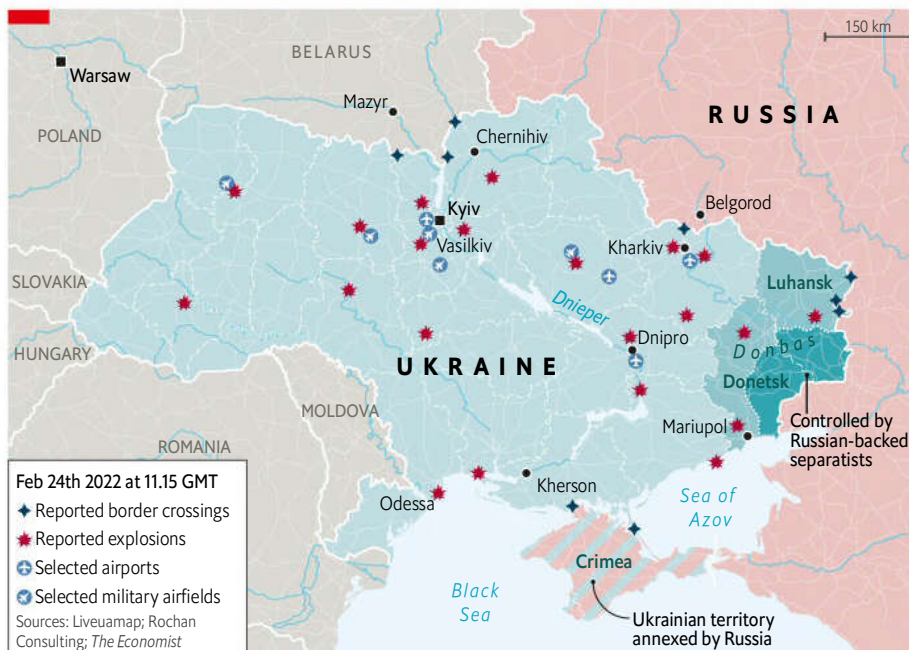 150 km
BELARUS
Warsaw
Mazyr
RUSSIA
POLAND
Chernihiv
Belgorod
Kyiv
Vasilkiv
Kharkiv
SLOVAKIA
Luhansk
Dnieper
HUNGARY
Dnipro
Donbas
UKRAINE
Donetsk
MOLDOVA
Mariupol
Controlled by
Russian-backed
separatists
ROMANIA
Kherson
Odessa
Sea of
Azov
Crimea
Black
Sea
Ukrainian territory
annexed by Russia
Feb 24th 2022 at 11.15 GMT
Reported border crossings
Reported explosions
Selected airports
Selected military airfields
Sources: Liveuamap; Rochan
Consulting; The Economist